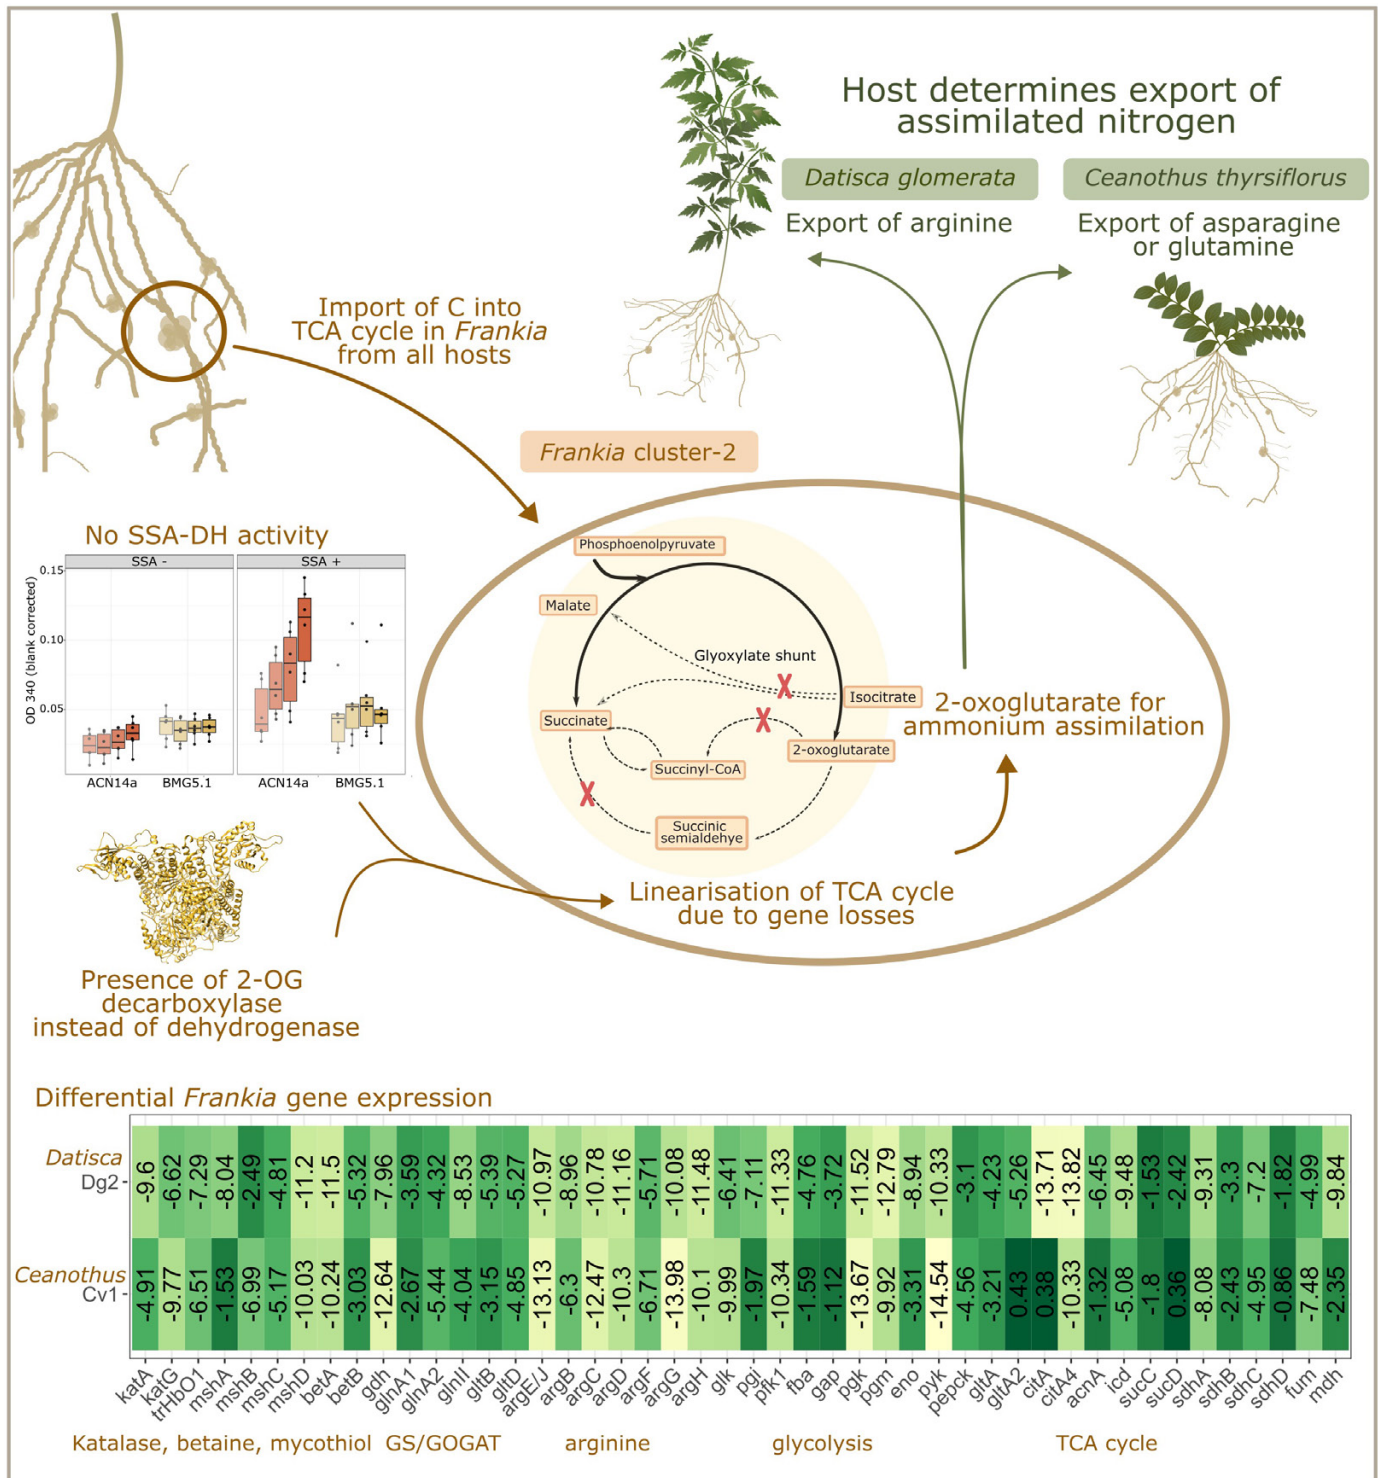 Host determines export of
assimilated nitrogen
Datisca glomerata
Ceanothus thyrsiflorus
Export of arginine
Export of asparagine
or glutamine
Import of C into
TCA cycle in Frankia
from all hosts
Frankia cluster-2
No SSA-DH activity
SSA -
SSA +
OD 340 (blank corrected)
0.15
0.10
0.05
ACN14a
BMG5.1
ACN14a
BMG5.1
Phosphoenolpyruvate
Malate
Glyoxylate shunt
Isocitrate
Succinate
2-oxoglutarate
Succinyl-CoA
Succinic
semialdehye
2-oxoglutarate for
ammonium assimilation
Linearisation of TCA cycle
due to gene losses
Presence of 2-OG
decarboxylase
instead of dehydrogenase
Differential Frankia gene expression
Datisca
Dg2
-9.6 -6.62 -7.29 -8.04 -2.49 -4.81 -11.2 -11.5 -5.32 -7.96 -3.59 -4.32 -8.53 -5.39 -5.27 -10.97 -8.96 -10.78 -11.16 -5.71 -10.08 -11.48 -6.41 -7.11 -11.33 -4.76 -3.72 -11.52 -12.79 -8.94 -10.33 -3.1 -4.23 -5.26 -13.71 -13.82 -6.45 -9.48 -1.53 -2.42 -9.31 -3.3 -7.2 -1.82 -4.99 -9.84
Ceanothus
Cv1
-4.91 -9.77 -6.51 -1.53 -6.99 -5.17 -10.03 -10.24 -3.03 -12.64 -2.67 -5.44 -4.04 -3.15 -4.85 -13.13 -6.3 -12.47 -10.3 -6.71 -13.98 -10.1 -9.99 -1.97 -10.34 -1.59 -1.12 -13.67 -9.92 -3.31 -14.54 -4.56 -3.21 0.43 0.38 -10.33 -1.32 -5.08 -1.8 0.36 -8.08 -2.43 -4.95 -0.86 -7.48 -2.35
katA katG trHbO1 mshA mshB mshC mshD betA betB gdh glnA1 glnA2 glnII gltB gltD argE/J argB argC argD argF argG argH glk pgi pfk1 fba gap pgk pgm eno pyk pepck gltA gltA2 citA citA4 acnA icd sucC sucD sdhA sdhB sdhC sdhD fum mdh
Katalase, betaine, mycothiol GS/GOGAT arginine glycolysis TCA cycle